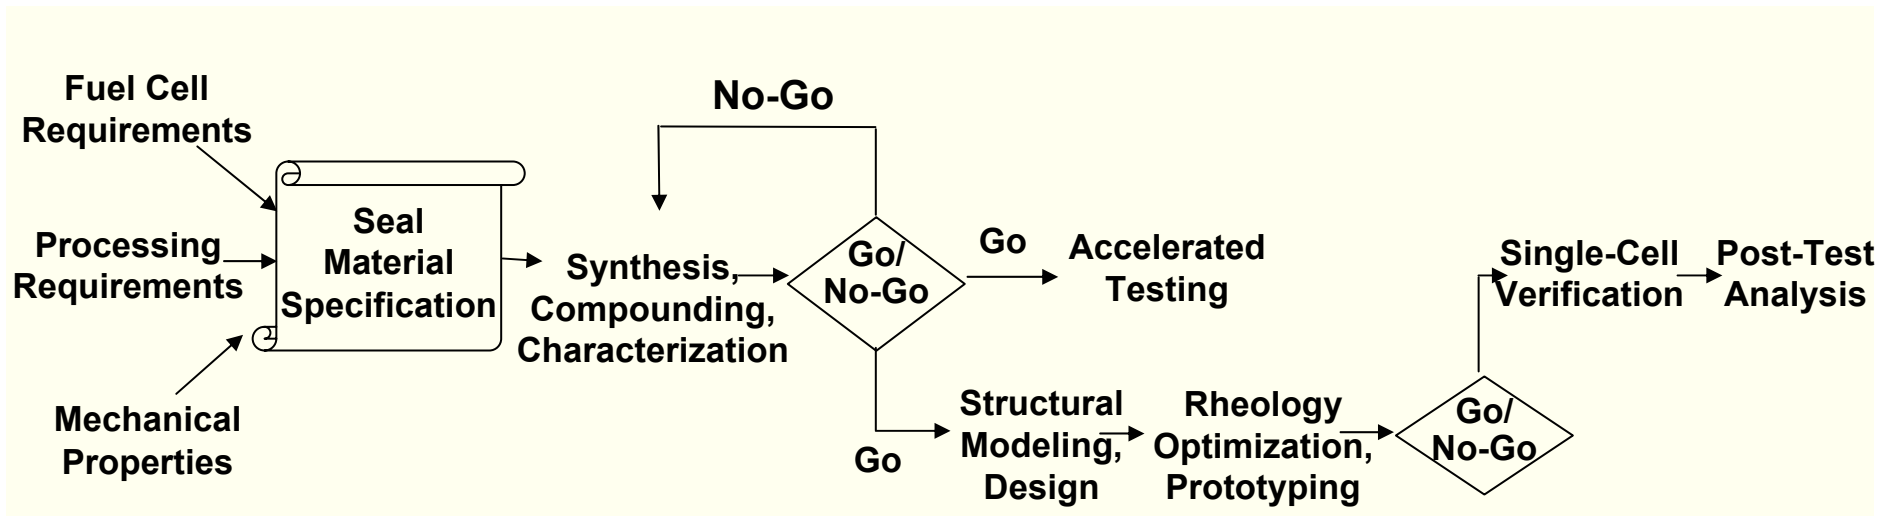 Fuel Cell
Requirements
Processing
Requirements
Mechanical
Properties
Seal
Material
Specification
Synthesis,
Compounding,
Characterization
No-Go
Go/
No-Go
Go
Accelerated
Testing
Go
Structural
Modeling,
Design
Rheology
Optimization,
Prototyping
Go/
No-Go
Single-Cell
Verification
Post-Test
Analysis